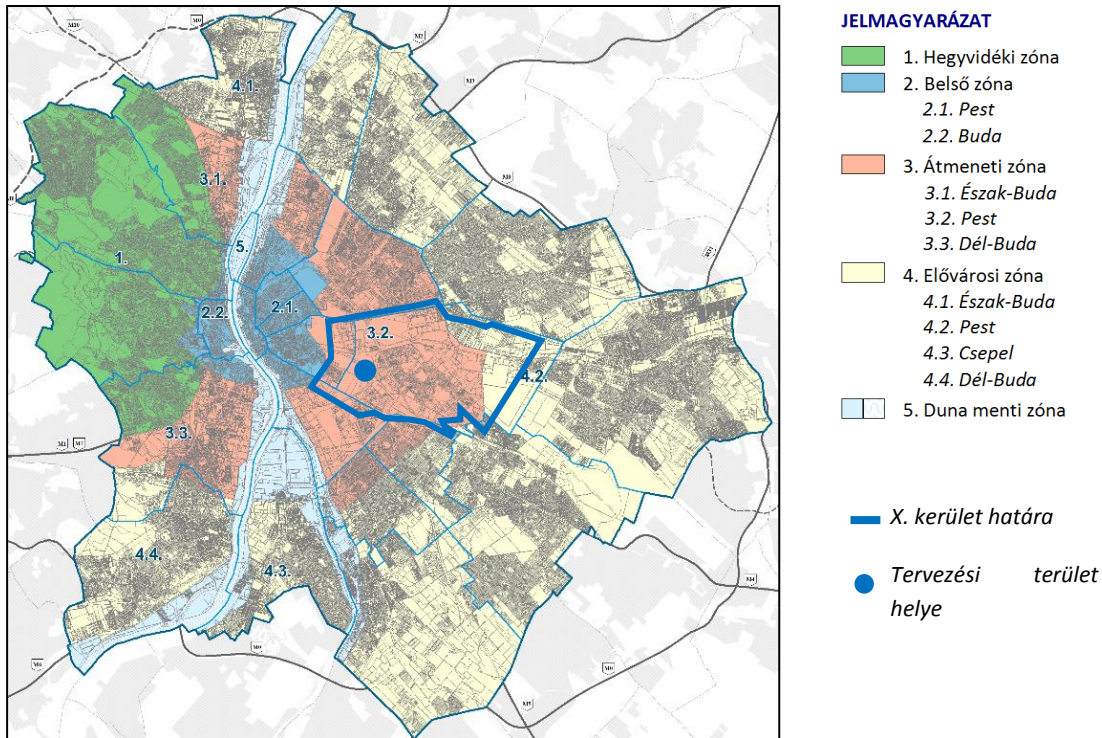 4.1.
3.1.
5.
1.
2.2.
2.1.
3.2.
4.2.
3.3.
4.4.
4.3.
JELMAGYARÁZAT
1. Hegyvidéki zóna
2. Belső zóna
2.1. Pest
2.2. Buda
3. Átmeneti zóna
3.1. Észak-Buda
3.2. Pest
3.3. Dél-Buda
4. Elővárosi zóna
4.1. Észak-Buda
4.2. Pest
4.3. Csepel
4.4. Dél-Buda
5. Duna menti zóna
X. kerület határa
Tervezési terület
helye